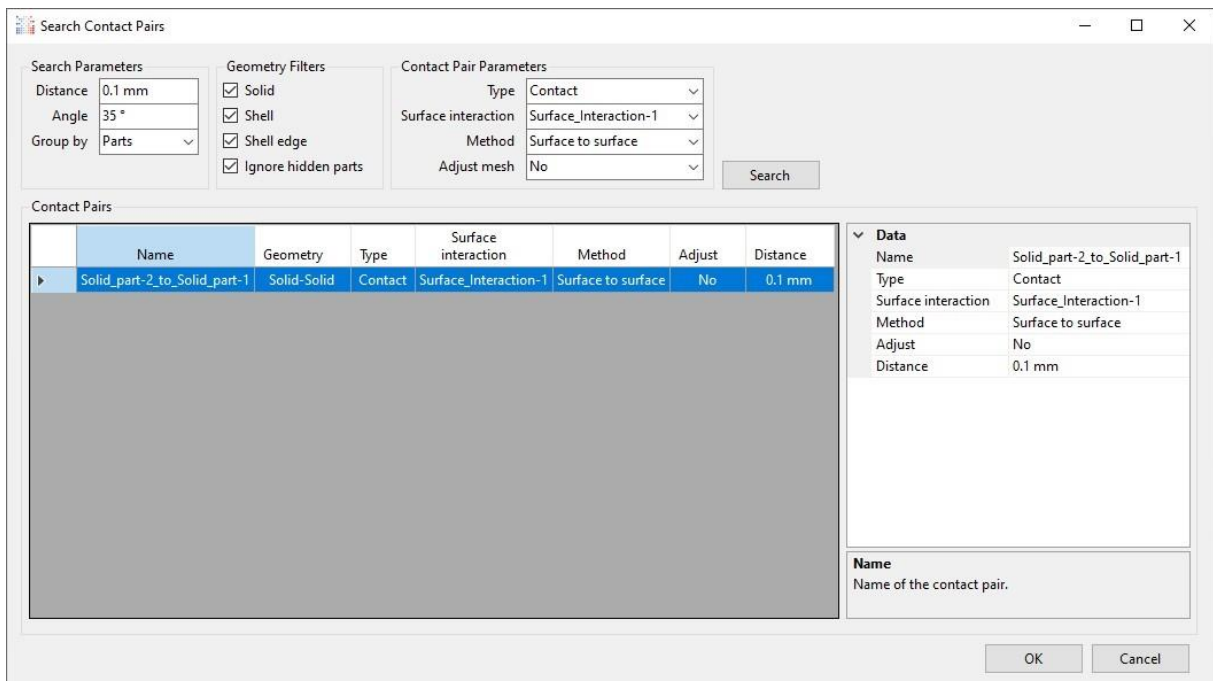 Search Contact Pairs
Search Parameters
Distance 0.1 mm
Angle 35 °
Group by Parts
Geometry Filters
Solid
Shell
Shell edge
Ignore hidden parts
Contact Pair Parameters
Type Contact
Surface interaction Surface_Interaction-1
Method Surface to surface
Adjust mesh No
Search
Contact Pairs
Name Geometry Type Surface interaction Method Adjust Distance
Solid_part-2_to_Solid_part-1 Solid-Solid Contact Surface_Interaction-1 Surface to surface No 0.1 mm
Data
Name Solid_part-2_to_Solid_part-1
Type Contact
Surface interaction Surface_Interaction-1
Method Surface to surface
Adjust No
Distance 0.1 mm
Name
Name of the contact pair.
OK Cancel